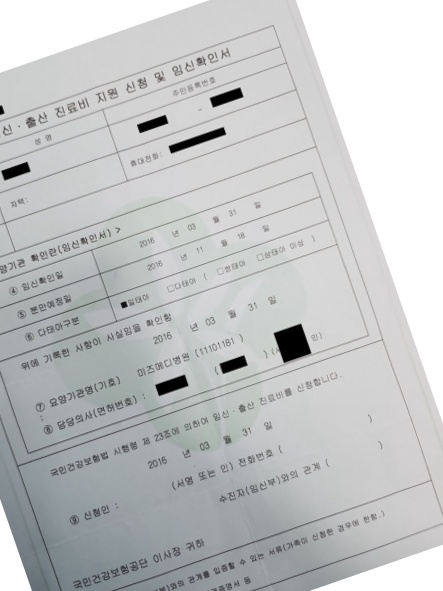 신 · 출산 진료비 지원 신청 및 임신확인서
성 명 주민등록번호
-
휴대전화:
자택:
양기관 확인란(임신확인서) >
④ 임신확인일 2016 년 03 월 31 일
⑤ 분만예정일 2016 년 11 월 18 일
⑥ 다태아구분 ■일태아 □다태아 ( □쌍태아 □삼태아 이상 )
위에 기록한 사항이 사실임을 확인함
2016 년 03 월 31 일
⑦ 요양기관명(기호) 미즈메디병원 (11101181 )
:
⑧ 담당의사(면허번호) : ( ) ( 인)
국민건강보험법 시행령 제 23조에 의하여 임신 · 출산 진료비를 신청합니다.
2016 년 03 월 31 일
⑨ 신청인 : (서명 또는 인) 전화번호 ( )
수진자(임신부)와의 관계 ( )
국민건강보험공단 이사장 귀하
와의 관계를 입증할 수 있는 서류(가족이 신청한 경우에 한함.)
증명서 등